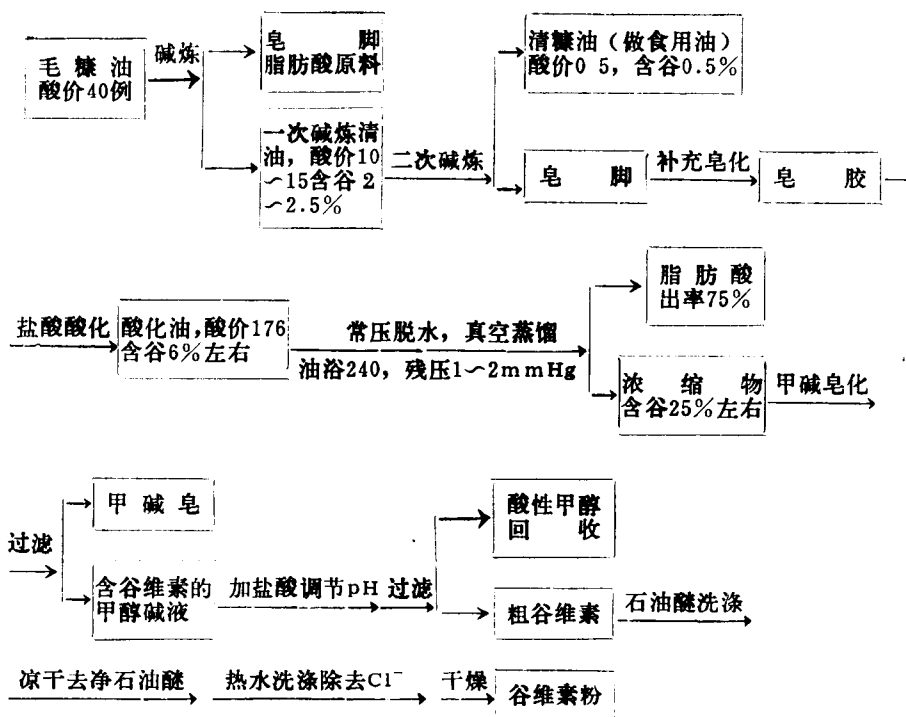 毛糠油
酸价40例
碱炼
皂脚
脂肪酸原料
一次碱炼清
油，酸价10
～15含谷2
～2.5%
二次碱炼
清糠油（做食用油）
酸价0 5，含谷0.5%
皂脚
补充皂化
皂胶
盐酸酸化
酸化油，酸价176
含谷6%左右
常压脱水，真空蒸馏
油浴240，残压1～2mmHg
脂肪酸
出率75%
浓缩物
含谷25%左右
甲碱皂化
过滤
甲碱皂
含谷维素的
甲醇碱液
加盐酸调节pH
过滤
酸性甲醇
回收
粗谷维素
石油醚洗涤
凉干去净石油醚
热水洗涤除去Cl⁻
干燥
谷维素粉